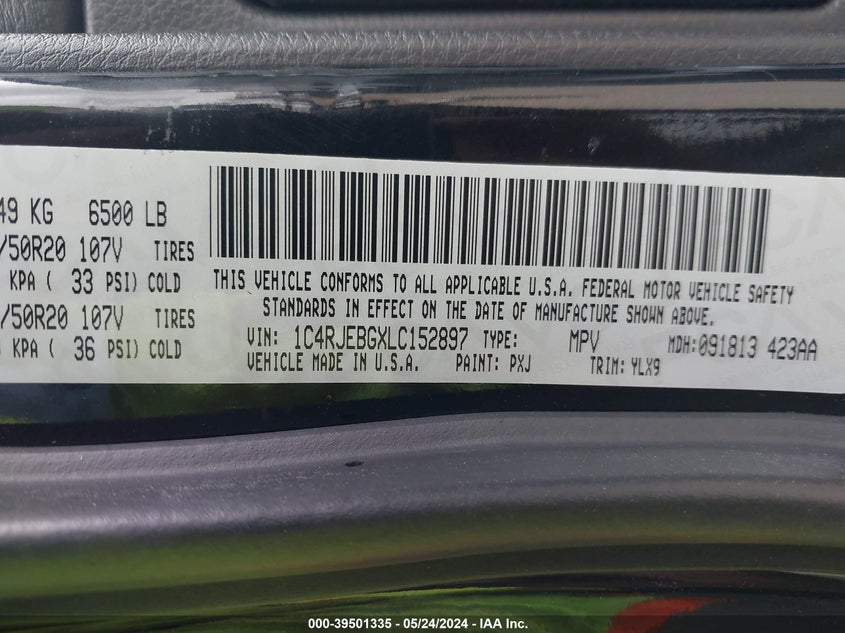 49 KG 6500 LB
/50R20 107V TIRES
KPA ( 33 PSI) COLD
/50R20 107V TIRES
KPA ( 36 PSI) COLD
THIS VEHICLE CONFORMS TO ALL APPLICABLE U.S.A. FEDERAL MOTOR VEHICLE SAFETY
STANDARDS IN EFFECT ON THE DATE OF MANUFACTURE SHOWN ABOVE.
VIN: 1C4RJEBGXLC152897 TYPE: MPV MDH:091813 423AA
VEHICLE MADE IN U.S.A. PAINT: PXJ TRIM: YLX9
000-39501335 - 05/24/2024 - IAA Inc.